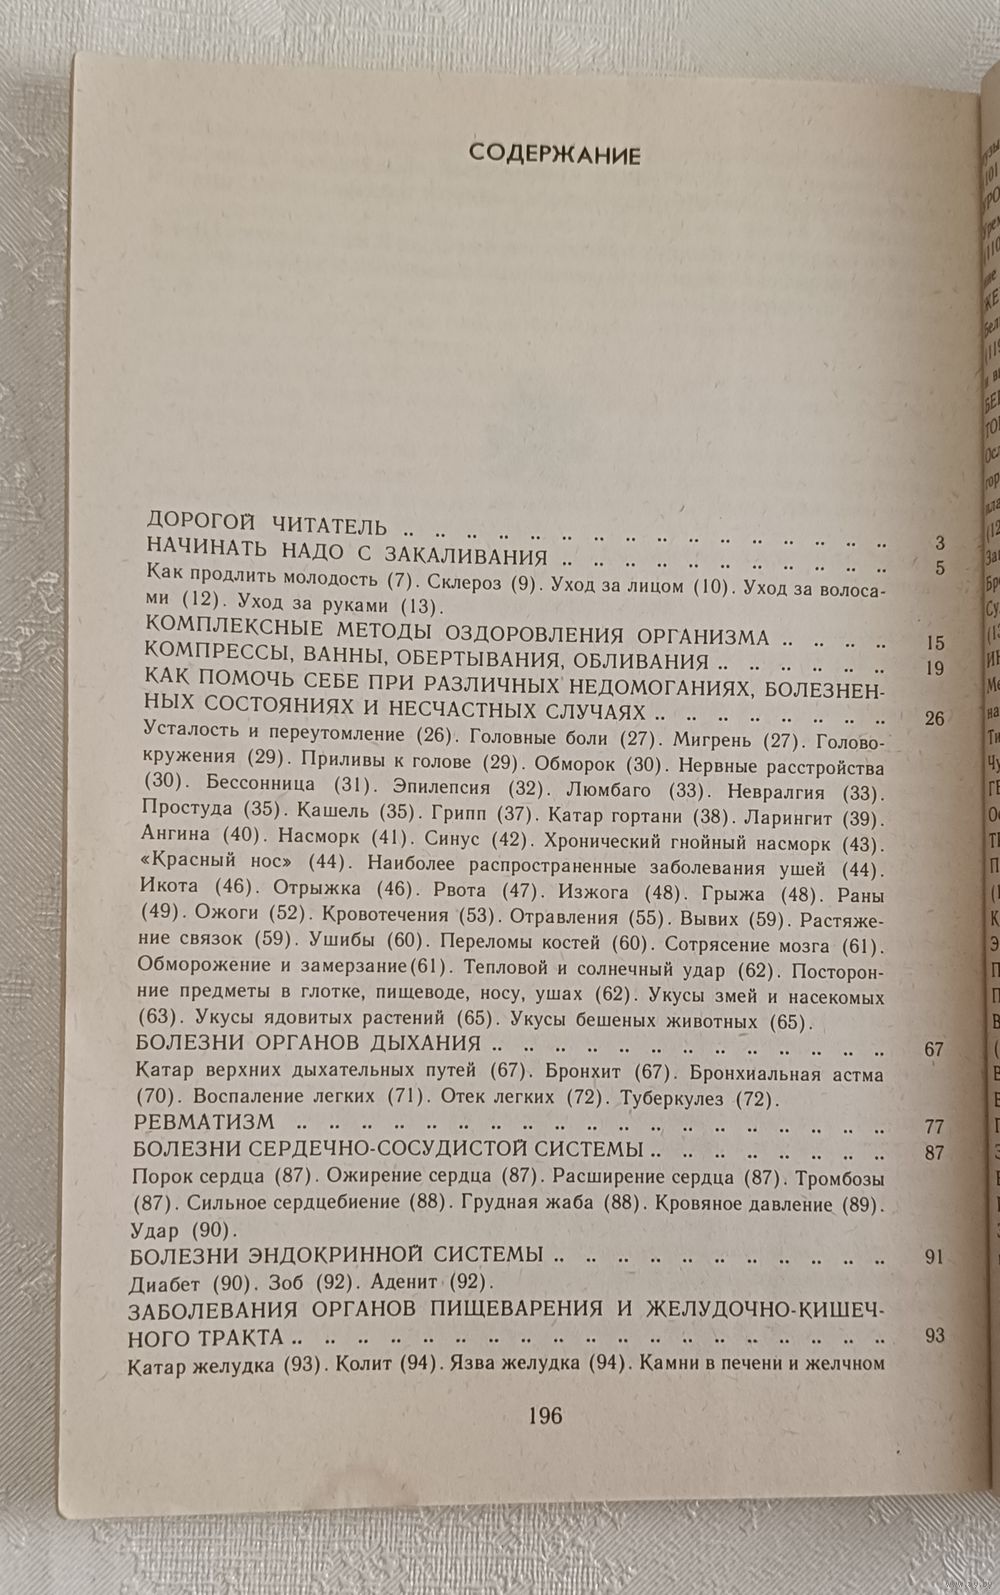 СОДЕРЖАНИЕ
ДОРОГОЙ ЧИТАТЕЛЬ .. .. .. .. .. .. .. .. .. .. .. .. .. .. .. 3
НАЧИНАТЬ НАДО С ЗАКАЛИВАНИЯ .. .. .. .. .. .. .. .. .. .. 5
Как продлить молодость (7). Склероз (9). Уход за лицом (10). Уход за волоса-
ми (12). Уход за руками (13).
КОМПЛЕКСНЫЕ МЕТОДЫ ОЗДОРОВЛЕНИЯ ОРГАНИЗМА .. .. .. .. 15
КОМПРЕССЫ, ВАННЫ, ОБЕРТЫВАНИЯ, ОБЛИВАНИЯ .. .. .. .. .. .. 19
КАК ПОМОЧЬ СЕБЕ ПРИ РАЗЛИЧНЫХ НЕДОМОГАНИЯХ, БОЛЕЗНЕН-
НЫХ СОСТОЯНИЯХ И НЕСЧАСТНЫХ СЛУЧАЯХ .. .. .. .. .. .. .. .. 26
Усталость и переутомление (26). Головные боли (27). Мигрень (27). Голово-
кружения (29). Приливы к голове (29). Обморок (30). Нервные расстройства
(30). Бессонница (31). Эпилепсия (32). Люмбаго (33). Невралгия (33).
Простуда (35). Кашель (35). Грипп (37). Катар гортани (38). Ларингит (39).
Ангина (40). Насморк (41). Синус (42). Хронический гнойный насморк (43).
«Красный нос» (44). Наиболее распространенные заболевания ушей (44).
Икота (46). Отрыжка (46). Рвота (47). Изжога (48). Грыжа (48). Раны
(49). Ожоги (52). Кровотечения (53). Отравления (55). Вывих (59). Растяже-
ние связок (59). Ушибы (60). Переломы костей (60). Сотрясение мозга (61).
Обморожение и замерзание(61). Тепловой и солнечный удар (62). Посторон-
ние предметы в глотке, пищеводе, носу, ушах (62). Укусы змей и насекомых
(63). Укусы ядовитых растений (65). Укусы бешеных животных (65).
БОЛЕЗНИ ОРГАНОВ ДЫХАНИЯ .. .. .. .. .. .. .. .. .. .. .. .. .. 67
Катар верхних дыхательных путей (67). Бронхит (67). Бронхиальная астма
(70). Воспаление легких (71). Отек легких (72). Туберкулез (72).
РЕВМАТИЗМ .. .. .. .. .. .. .. .. .. .. .. .. .. .. .. .. .. .. .. 77
БОЛЕЗНИ СЕРДЕЧНО-СОСУДИСТОЙ СИСТЕМЫ .. .. .. .. .. .. .. .. 87
Порок сердца (87). Ожирение сердца (87). Расширение сердца (87). Тромбозы
(87). Сильное сердцебиение (88). Грудная жаба (88). Кровяное давление (89).
Удар (90).
БОЛЕЗНИ ЭНДОКРИННОЙ СИСТЕМЫ .. .. .. .. .. .. .. .. .. .. .. 91
Диабет (90). Зоб (92). Аденит (92).
ЗАБОЛЕВАНИЯ ОРГАНОВ ПИЩЕВАРЕНИЯ И ЖЕЛУДОЧНО-КИШЕЧ-
НОГО ТРАКТА .. .. .. .. .. .. .. .. .. .. .. .. .. .. .. .. .. .. .. 93
Катар желудка (93). Колит (94). Язва желудка (94). Камни в печени и желчном
196